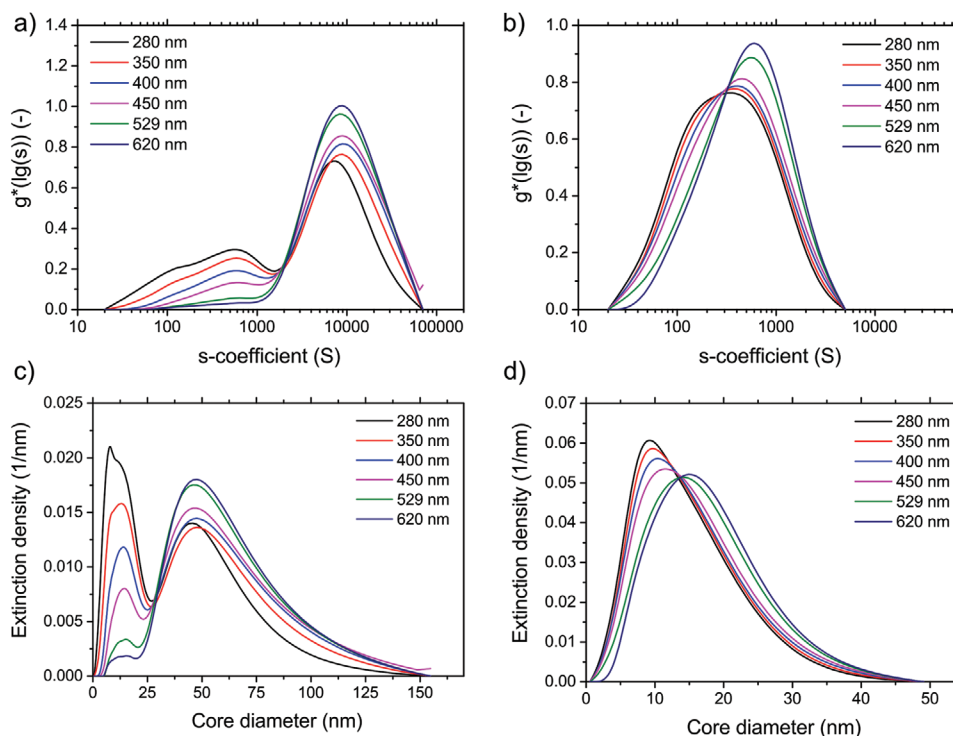 a)
280 nm
350 nm
400 nm
450 nm
529 nm
620 nm
g*(lg(s)) (-)
1.4
1.2
1.0
0.8
0.6
0.4
0.2
0.0
10 100 1000 10000 100000
s-coefficient (S)
b)
280 nm
350 nm
400 nm
450 nm
529 nm
620 nm
g*(lg(s)) (-)
1.0
0.8
0.6
0.4
0.2
0.0
10 100 1000 10000
s-coefficient (S)
c)
280 nm
350 nm
400 nm
450 nm
529 nm
620 nm
Extinction density (1/nm)
0.025
0.020
0.015
0.010
0.005
0.000
0 25 50 75 100 125 150
Core diameter (nm)
d)
280 nm
350 nm
400 nm
450 nm
529 nm
620 nm
Extinction density (1/nm)
0.07
0.06
0.05
0.04
0.03
0.02
0.01
0.00
0 10 20 30 40 50
Core diameter (nm)